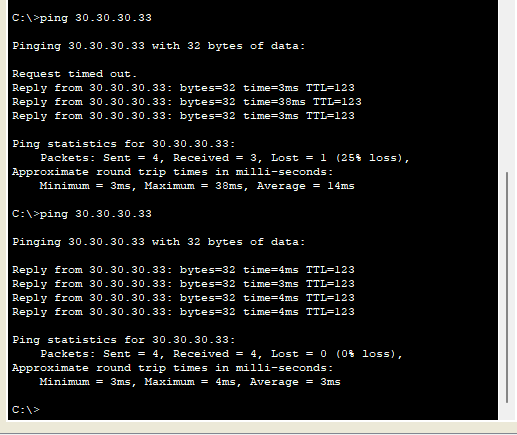 C:\>ping 30.30.30.33
Pinging 30.30.30.33 with 32 bytes of data:
Request timed out.
Reply from 30.30.30.33: bytes=32 time=3ms TTL=123
Reply from 30.30.30.33: bytes=32 time=38ms TTL=123
Reply from 30.30.30.33: bytes=32 time=3ms TTL=123
Ping statistics for 30.30.30.33:
    Packets: Sent = 4, Received = 3, Lost = 1 (25% loss),
Approximate round trip times in milli-seconds:
    Minimum = 3ms, Maximum = 38ms, Average = 14ms
C:\>ping 30.30.30.33
Pinging 30.30.30.33 with 32 bytes of data:
Reply from 30.30.30.33: bytes=32 time=4ms TTL=123
Reply from 30.30.30.33: bytes=32 time=3ms TTL=123
Reply from 30.30.30.33: bytes=32 time=4ms TTL=123
Reply from 30.30.30.33: bytes=32 time=4ms TTL=123
Ping statistics for 30.30.30.33:
    Packets: Sent = 4, Received = 4, Lost = 0 (0% loss),
Approximate round trip times in milli-seconds:
    Minimum = 3ms, Maximum = 4ms, Average = 3ms
C:\>